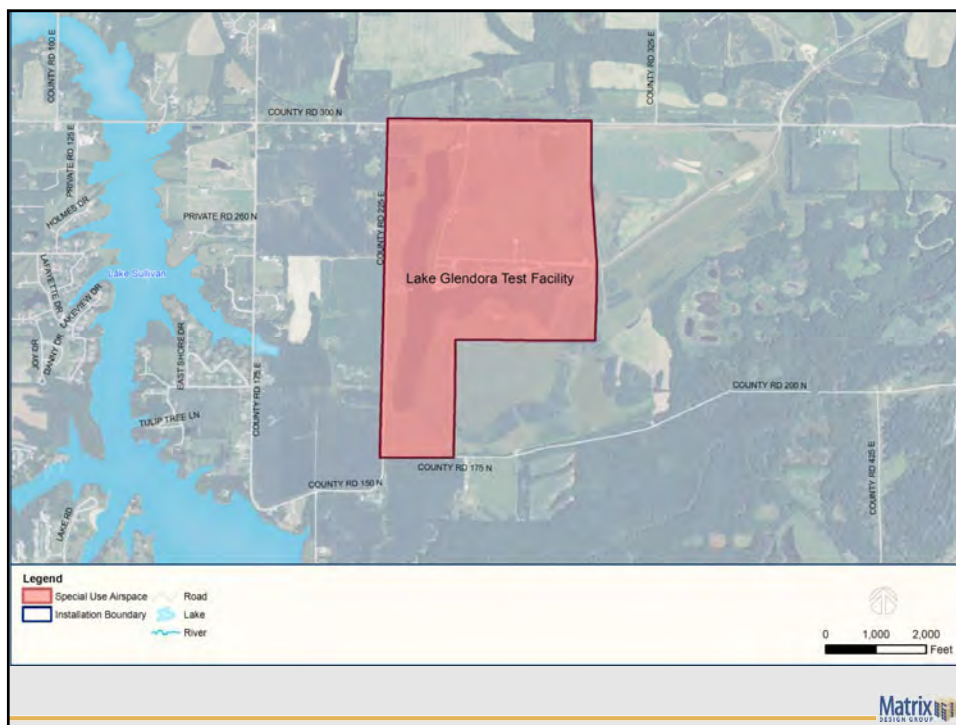 COUNTY RD 100 E
COUNTY RD 325 E
COUNTY RD 300 N
PRIVATE RD 125 E
HOLMES DR
COUNTY RD 225 E
PRIVATE RD 260 N
Lake Sullivan
Lake Glendora Test Facility
LAFAYETTE DR
LAKEVIEW DR
DANNY DR
JOY DR
EAST SHORE DR
COUNTY RD 175 E
COUNTY RD 200 N
TULIP TREE LN
COUNTY RD 425 E
COUNTY RD 175 N
COUNTY RD 150 N
LAKE RD
Legend
Special Use Airspace
Road
Installation Boundary
Lake
River
0 1,000 2,000
Feet
Matrix
DESIGN GROUP